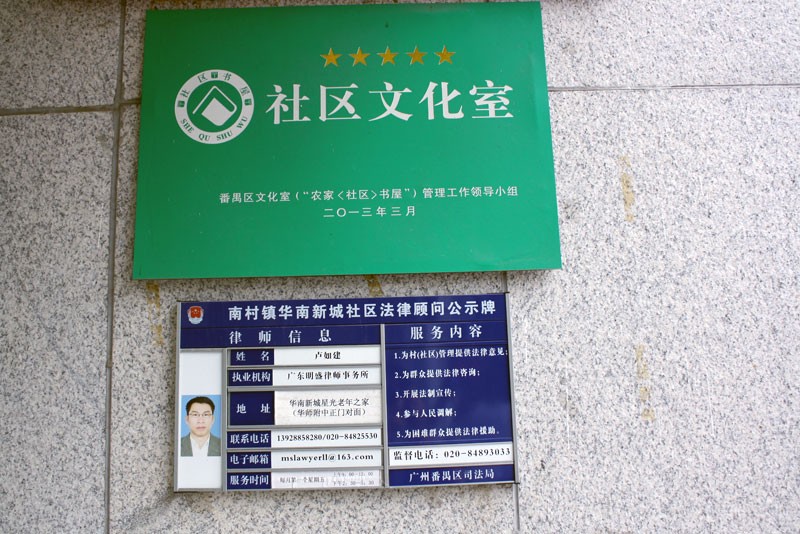 社区书屋
SHE QU SHU WU
社区文化室
番禺区文化室（“农家<社区>书屋”）管理工作领导小组
二〇一三年三月
南村镇华南新城社区法律顾问公示牌
律师信息
姓名 卢如建
执业机构 广东明盛律师事务所
地址 华南新城星光老年之家
（华师附中正门对面）
联系电话 13928858280/020-84825530
电子邮箱 mslawyerll@163.com
服务时间 每月第一个星期五
服务内容
1.为村(社区)管理提供法律意见;
2.为群众提供法律咨询;
3.开展法制宣传;
4.参与人民调解;
5.为困难群众提供法律援助。
监督电话: 020-84893033
广州番禺区司法局